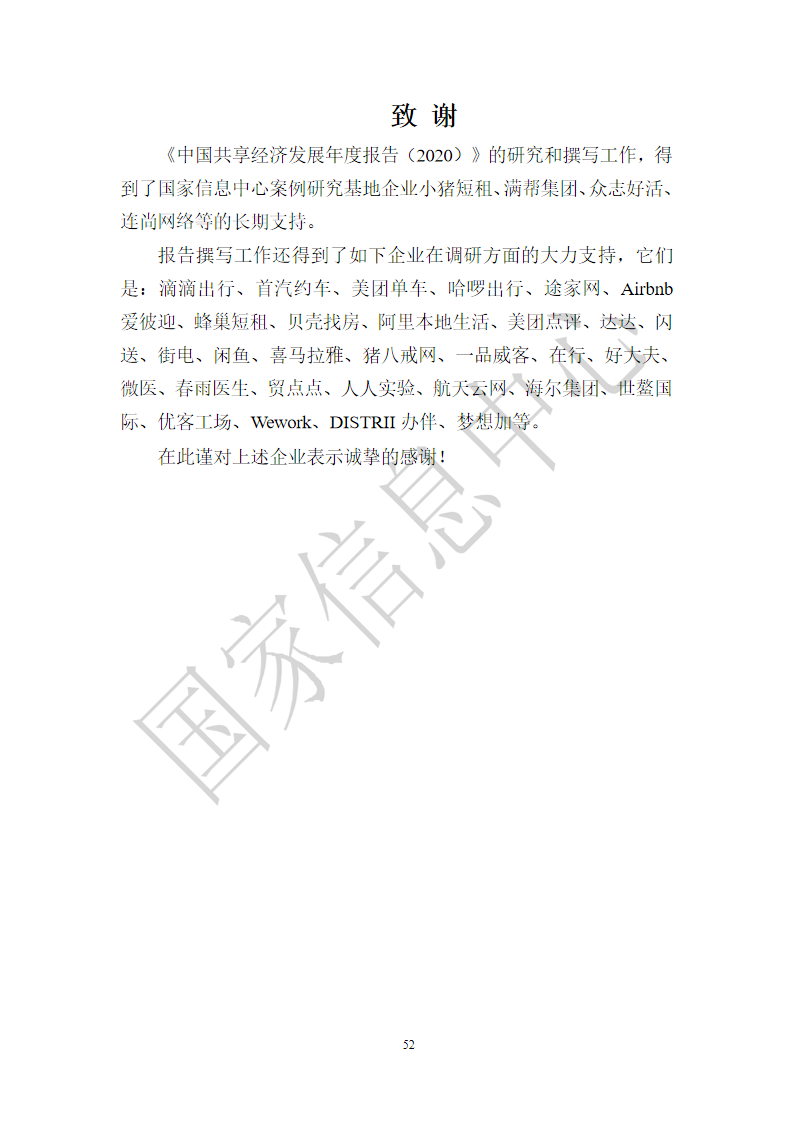 致 谢
《中国共享经济发展年度报告（2020）》的研究和撰写工作，得
到了国家信息中心案例研究基地企业小猪短租、满帮集团、众志好活、
连尚网络等的长期支持。
报告撰写工作还得到了如下企业在调研方面的大力支持，它们
是：滴滴出行、首汽约车、美团单车、哈啰出行、途家网、Airbnb
爱彼迎、蜂巢短租、贝壳找房、阿里本地生活、美团点评、达达、闪
送、街电、闲鱼、喜马拉雅、猪八戒网、一品威客、在行、好大夫、
微医、春雨医生、贸点点、人人实验、航天云网、海尔集团、世鳌国
际、优客工场、Wework、DISTRII 办伴、梦想加等。
在此谨对上述企业表示诚挚的感谢！
国家信息中心
52